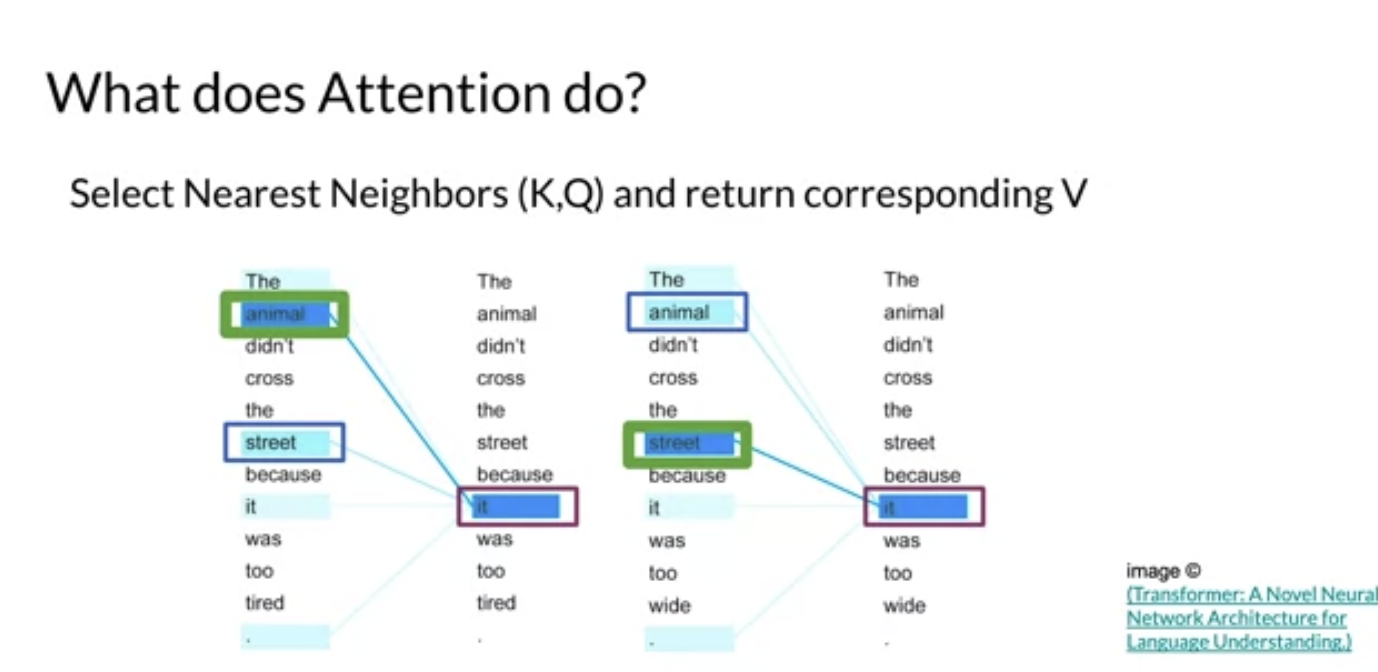 What does Attention do?
Select Nearest Neighbors (K,Q) and return corresponding V
The
animal
didn't
cross
the
street
because
it
was
too
tired
.
The
animal
didn't
cross
the
street
because
it
was
too
tired
.
The
animal
didn't
cross
the
street
because
it
was
too
wide
.
The
animal
didn't
cross
the
street
because
it
was
too
wide
.
image ©
(Transformer: A Novel Neural
Network Architecture for
Language Understanding.)